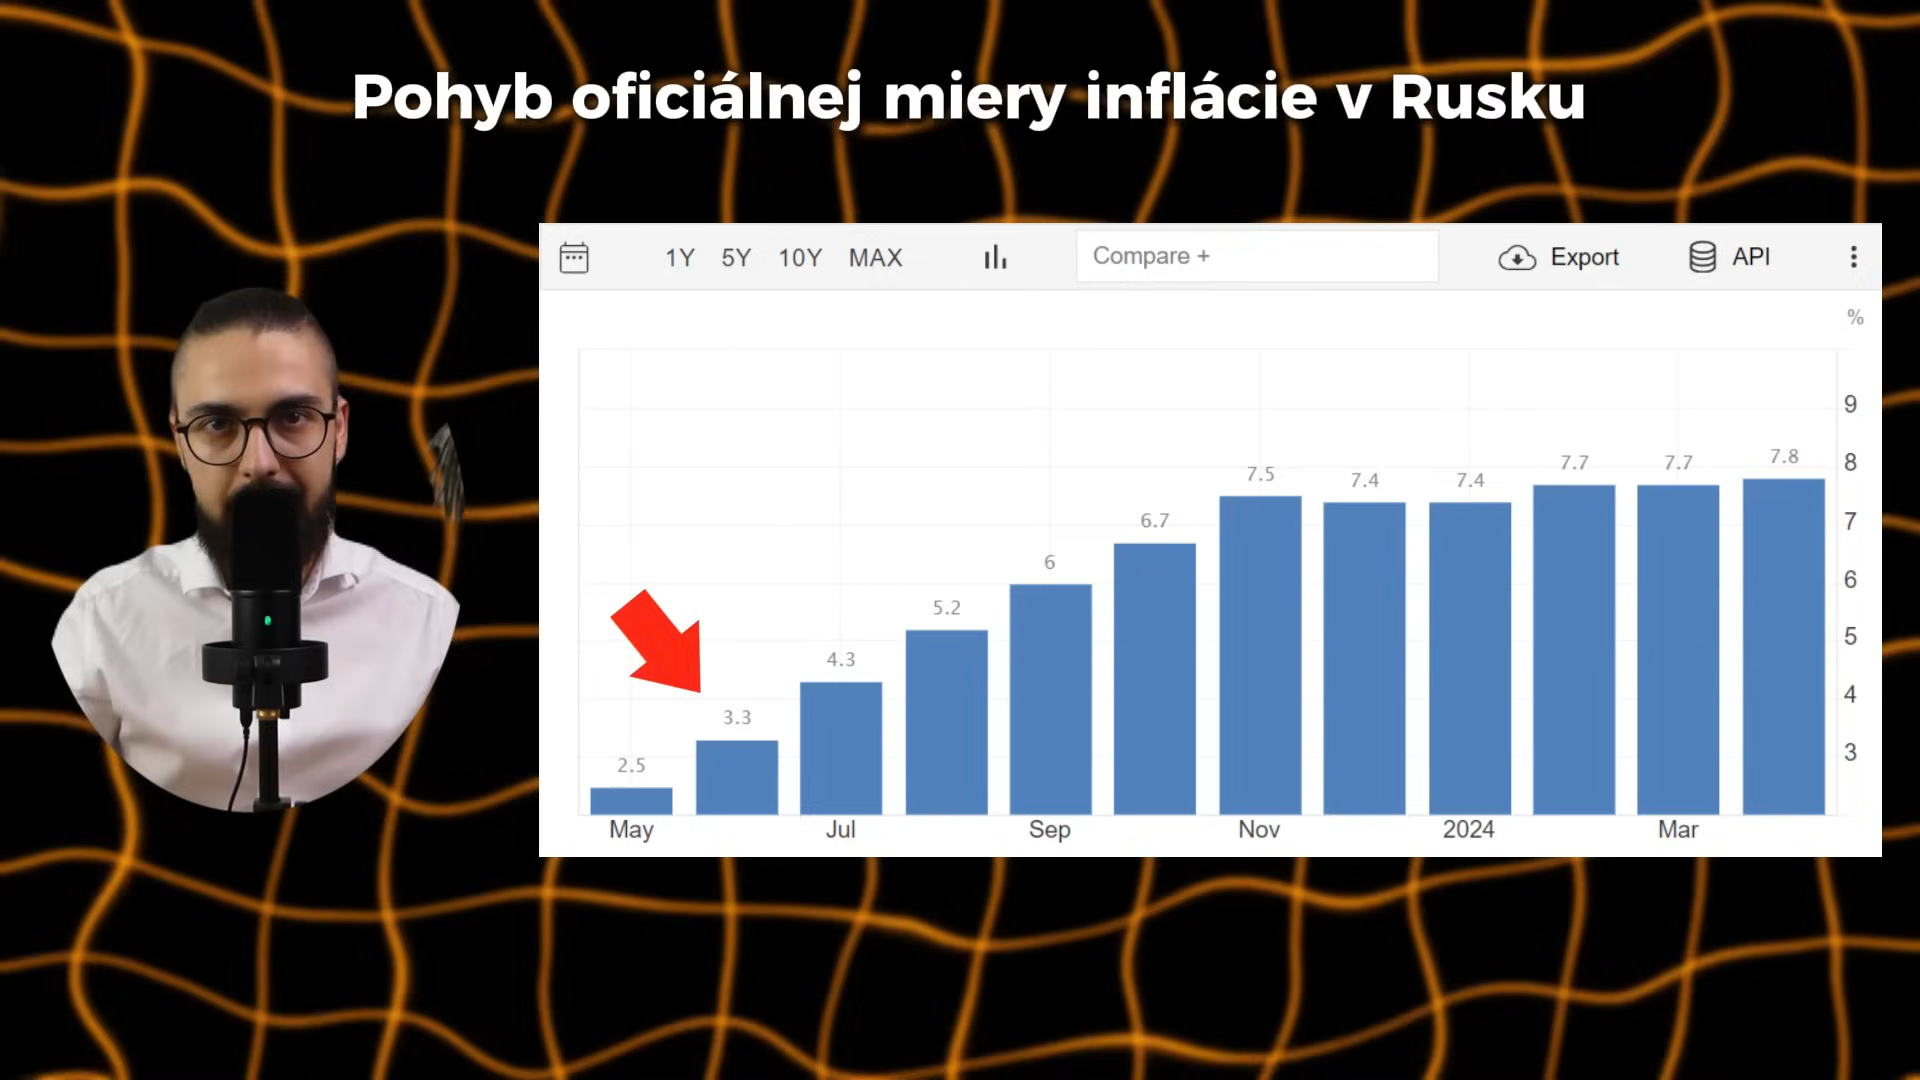 Pohyb oficiálnej miery inflácie v Rusku
1Y 5Y 10Y MAX Compare + Export API
%
9
8
7
6
5
4
3
2.5 3.3 4.3 5.2 6 6.7 7.5 7.4 7.4 7.7 7.7 7.8
May Jul Sep Nov 2024 Mar